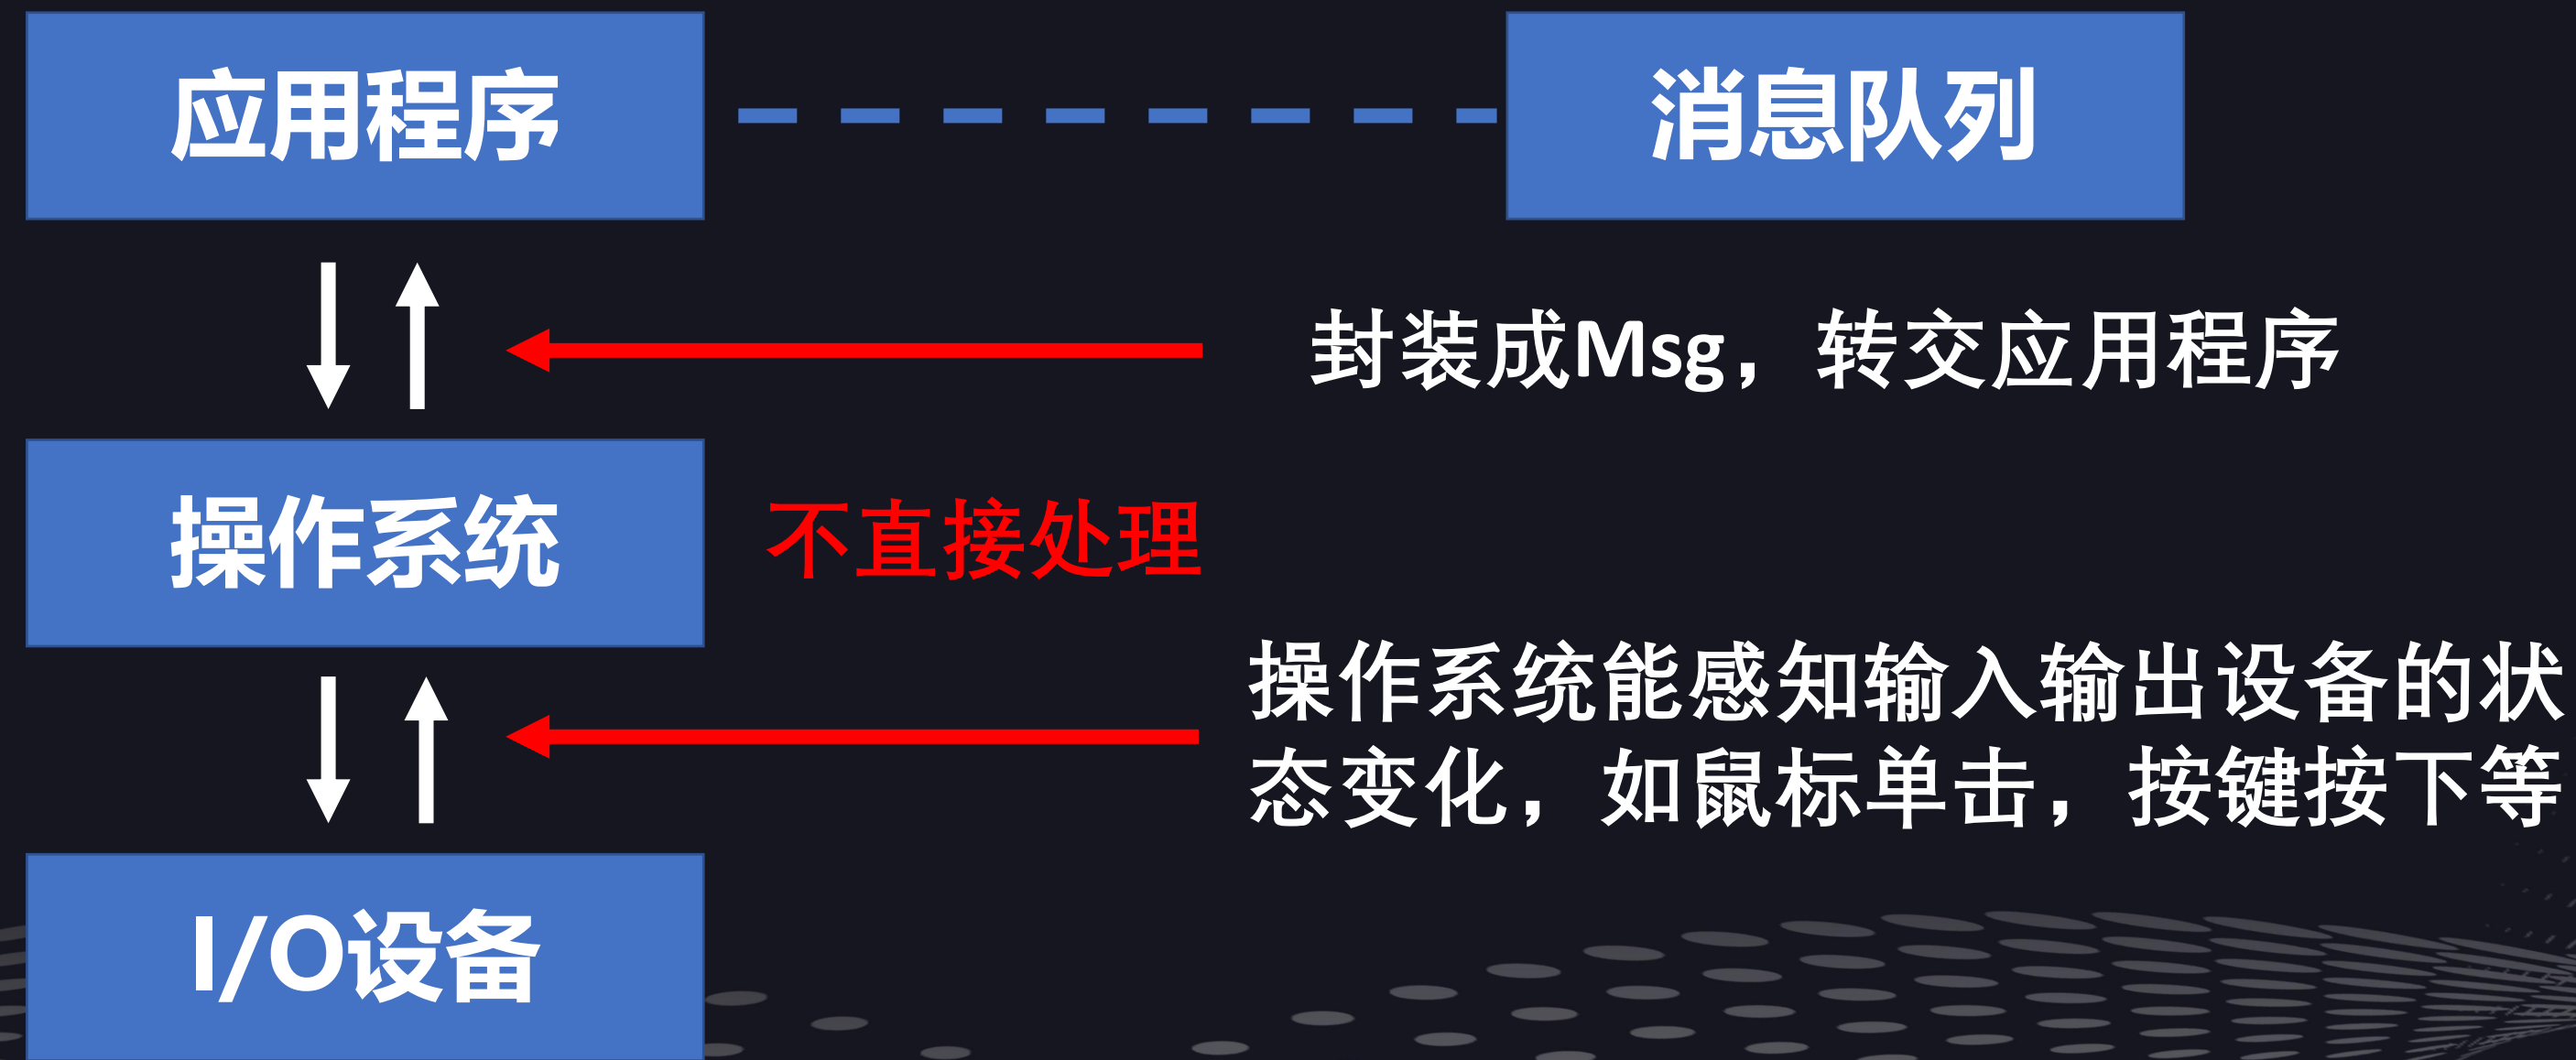 应用程序
消息队列
封装成Msg，转交应用程序
操作系统
不直接处理
操作系统能感知输入输出设备的状
态变化，如鼠标单击，按键按下等
I/O设备